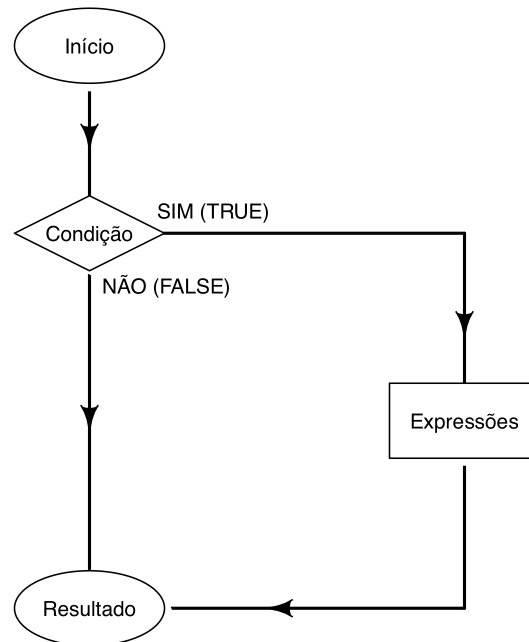 Início
SIM (TRUE)
Condição
NÃO (FALSE)
Expressões
Resultado